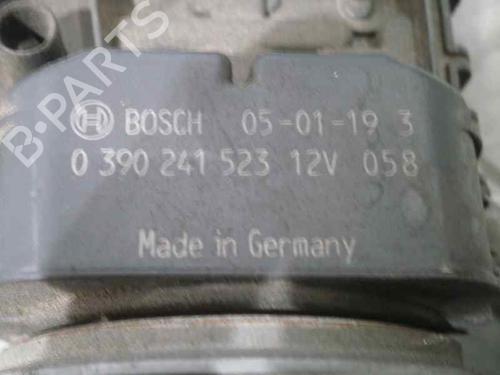 B-PARTS
BOSCH 05-01-19 3
0 390 241 523 12V 058
Made in Germany